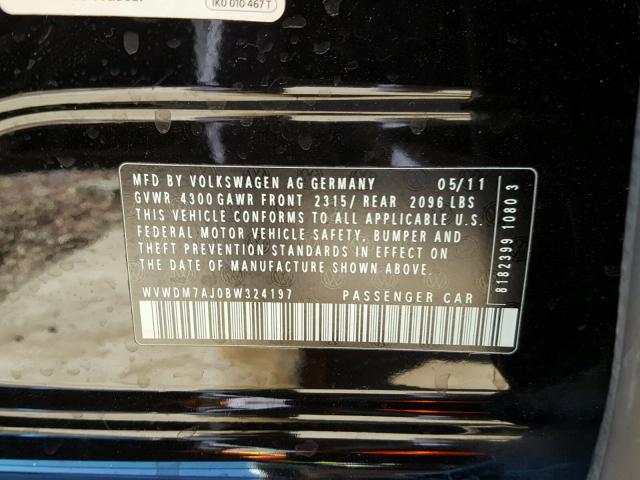 1K0 010 467 T
MFD BY VOLKSWAGEN AG GERMANY 05/11
GVWR 4300 GAWR FRONT 2315/ REAR 2096 LBS
THIS VEHICLE CONFORMS TO ALL APPLICABLE U.S.
FEDERAL MOTOR VEHICLE SAFETY, BUMPER AND
THEFT PREVENTION STANDARDS IN EFFECT ON
THE DATE OF MANUFACTURE SHOWN ABOVE.
WVWDM7AJ0BW324197 PASSENGER CAR
8182399 1080 3